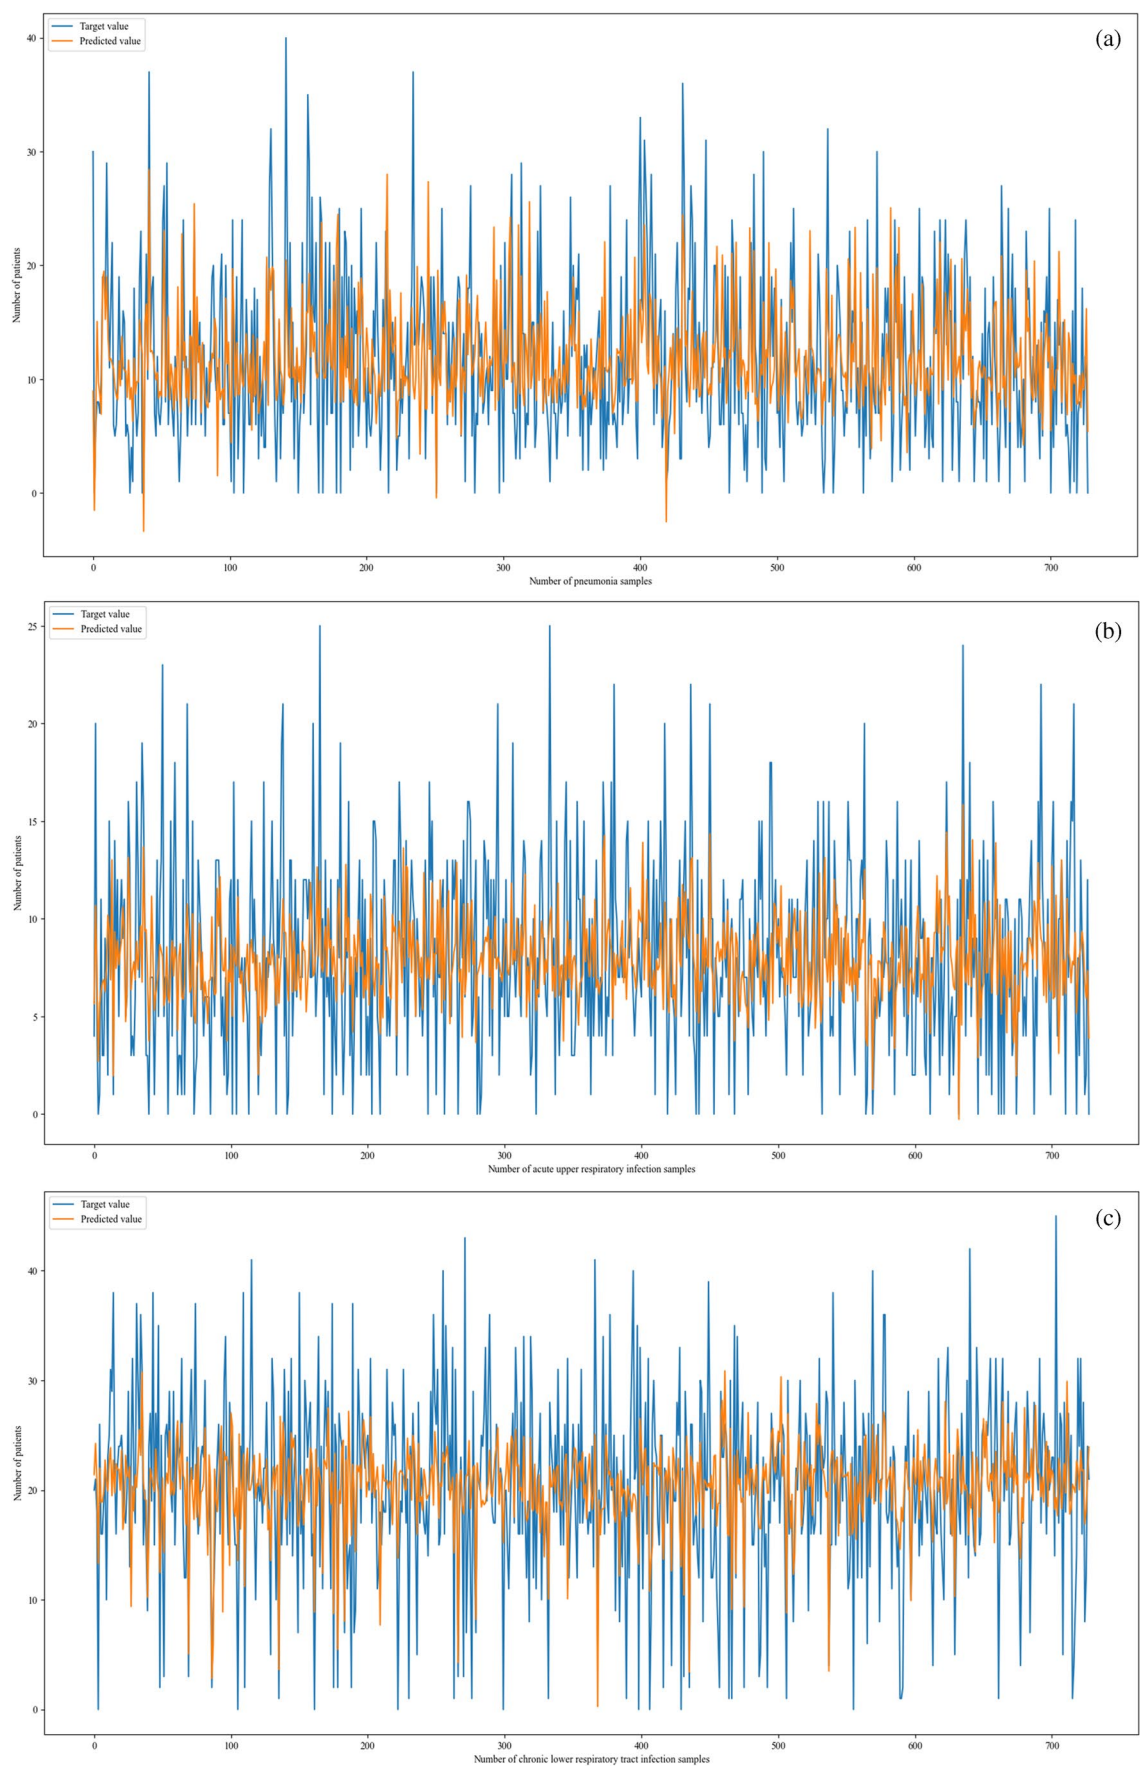 Target value
Predicted value
(a)
40
30
20
10
0
Number of patients
0 100 200 300 400 500 600 700
Number of pneumonia samples
Target value
Predicted value
(b)
25
20
15
10
5
0
Number of patients
0 100 200 300 400 500 600 700
Number of acute upper respiratory infection samples
Target value
Predicted value
(c)
40
30
20
10
0
Number of patients
0 100 200 300 400 500 600 700
Number of chronic lower respiratory tract infection samples